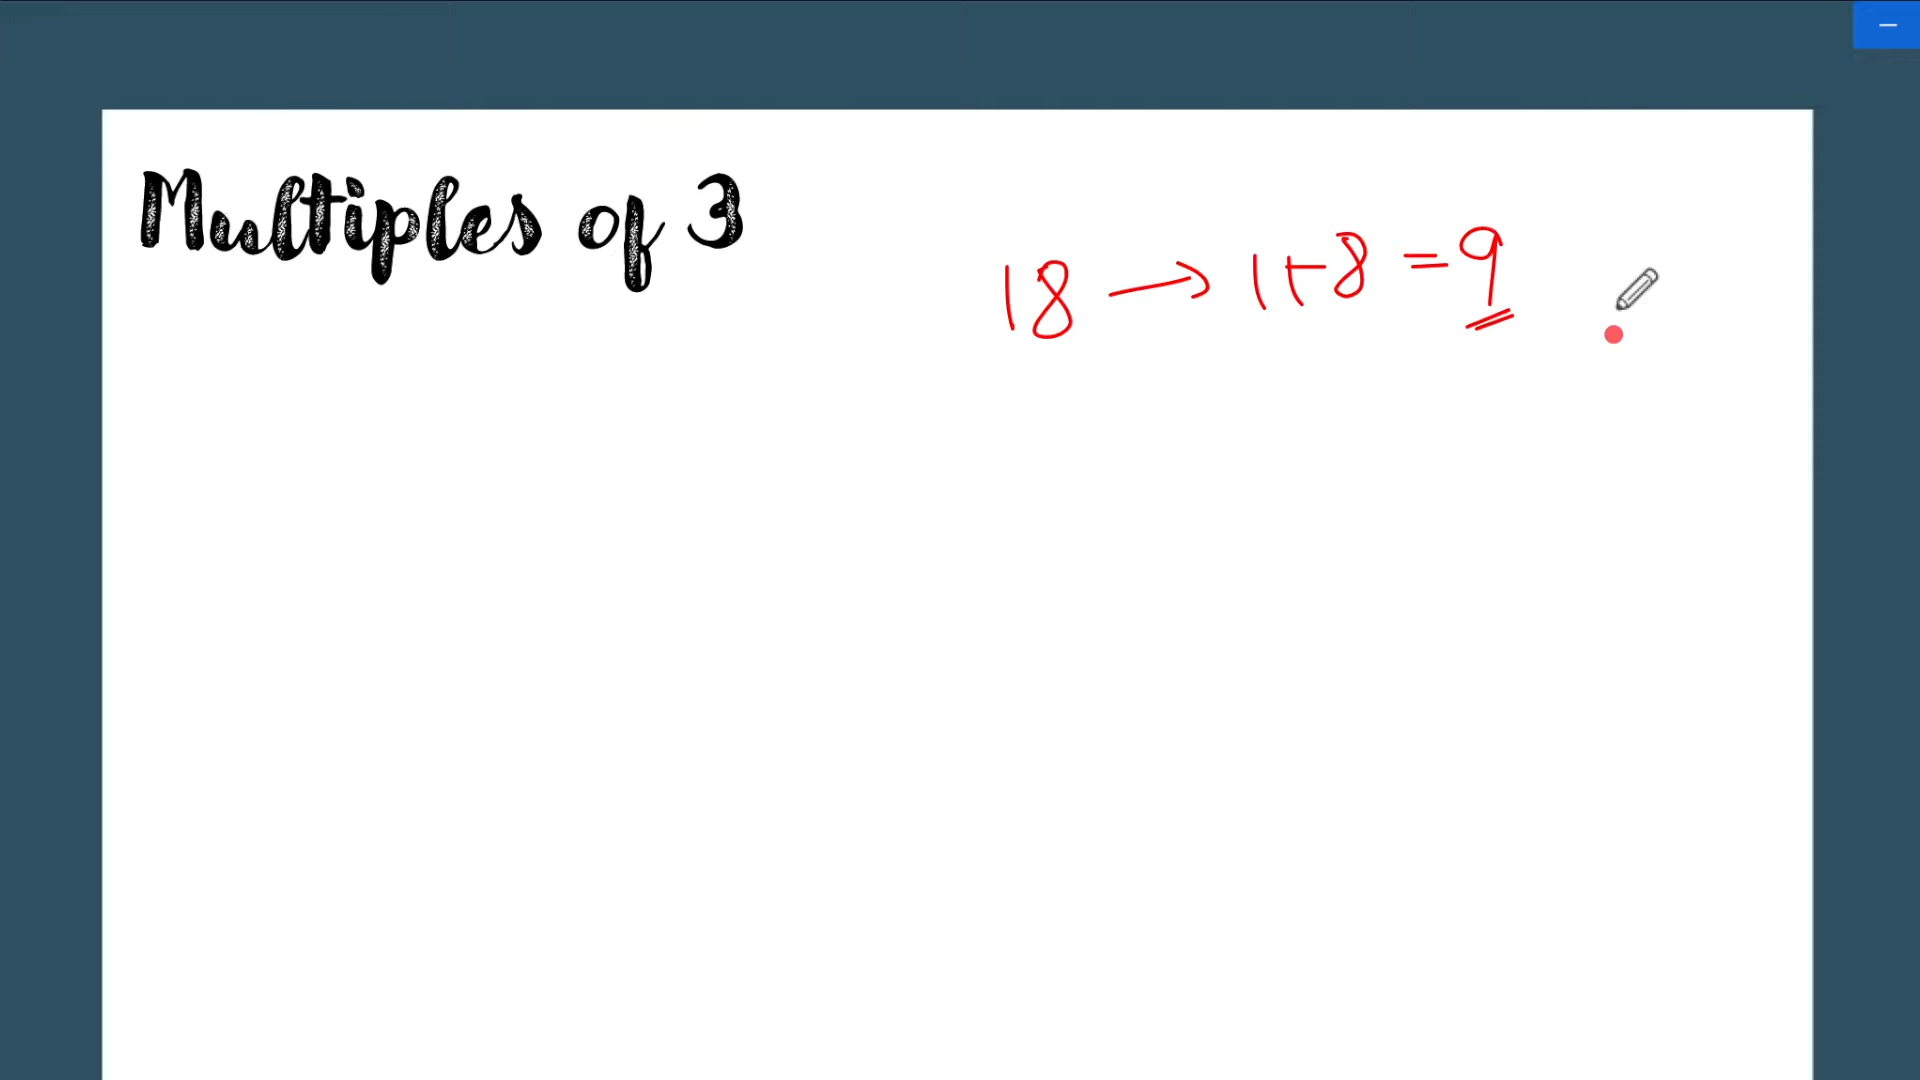 Multiples of 3
18 → 1+8 = 9